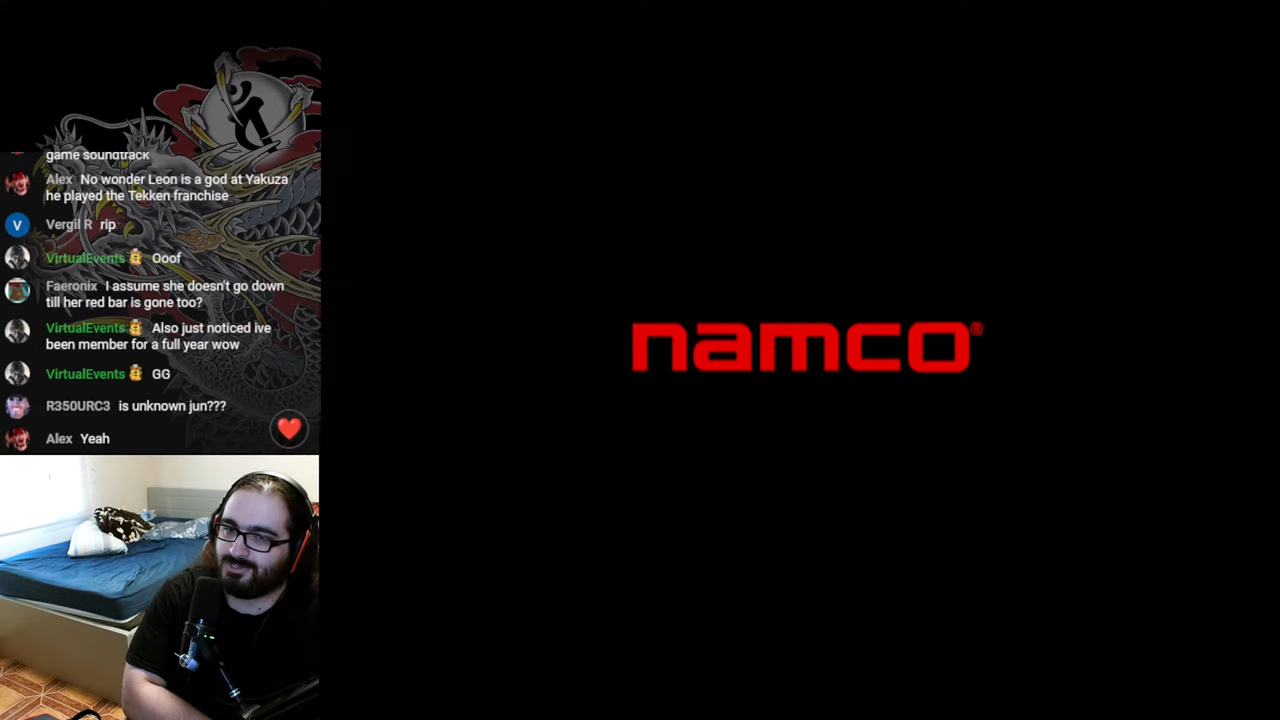 game soundtrack
Alex No wonder Leon is a god at Yakuza
he played the Tekken franchise
V Vergil R rip
VirtualEvents Ooof
Faeronix I assume she doesn't go down
till her red bar is gone too?
VirtualEvents Also just noticed ive
been member for a full year wow
VirtualEvents GG
R350URC3 is unknown jun???
Alex Yeah
namco®